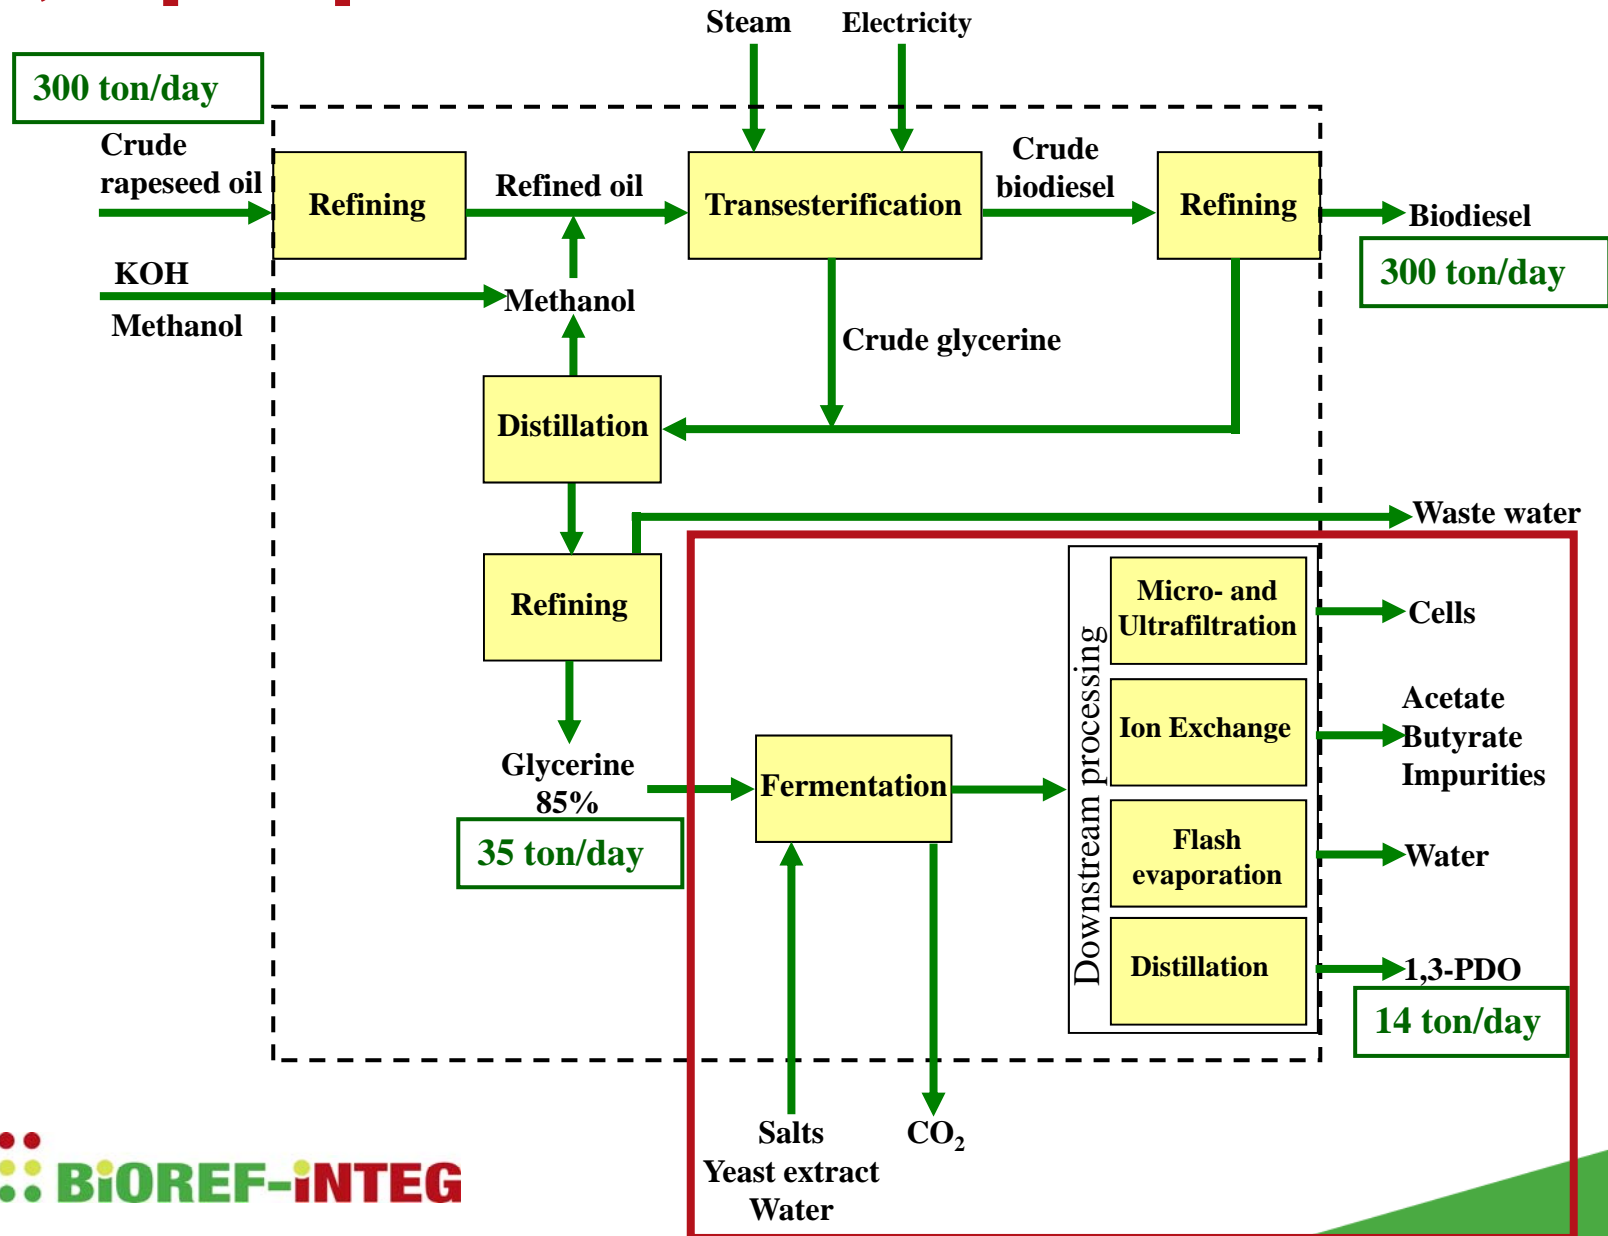 Steam
Electricity
300 ton/day
Crude
rapeseed oil
Refining
Refined oil
Transesterification
Crude
biodiesel
Refining
Biodiesel
300 ton/day
KOH
Methanol
Methanol
Crude glycerine
Distillation
Waste water
Refining
Micro- and
Ultrafiltration
Cells
Downstream processing
Ion Exchange
Acetate
Butyrate
Impurities
Glycerine
85%
35 ton/day
Fermentation
Flash
evaporation
Water
Distillation
1,3-PDO
14 ton/day
Salts
Yeast extract
Water
CO₂
BiOREF-iNTEG